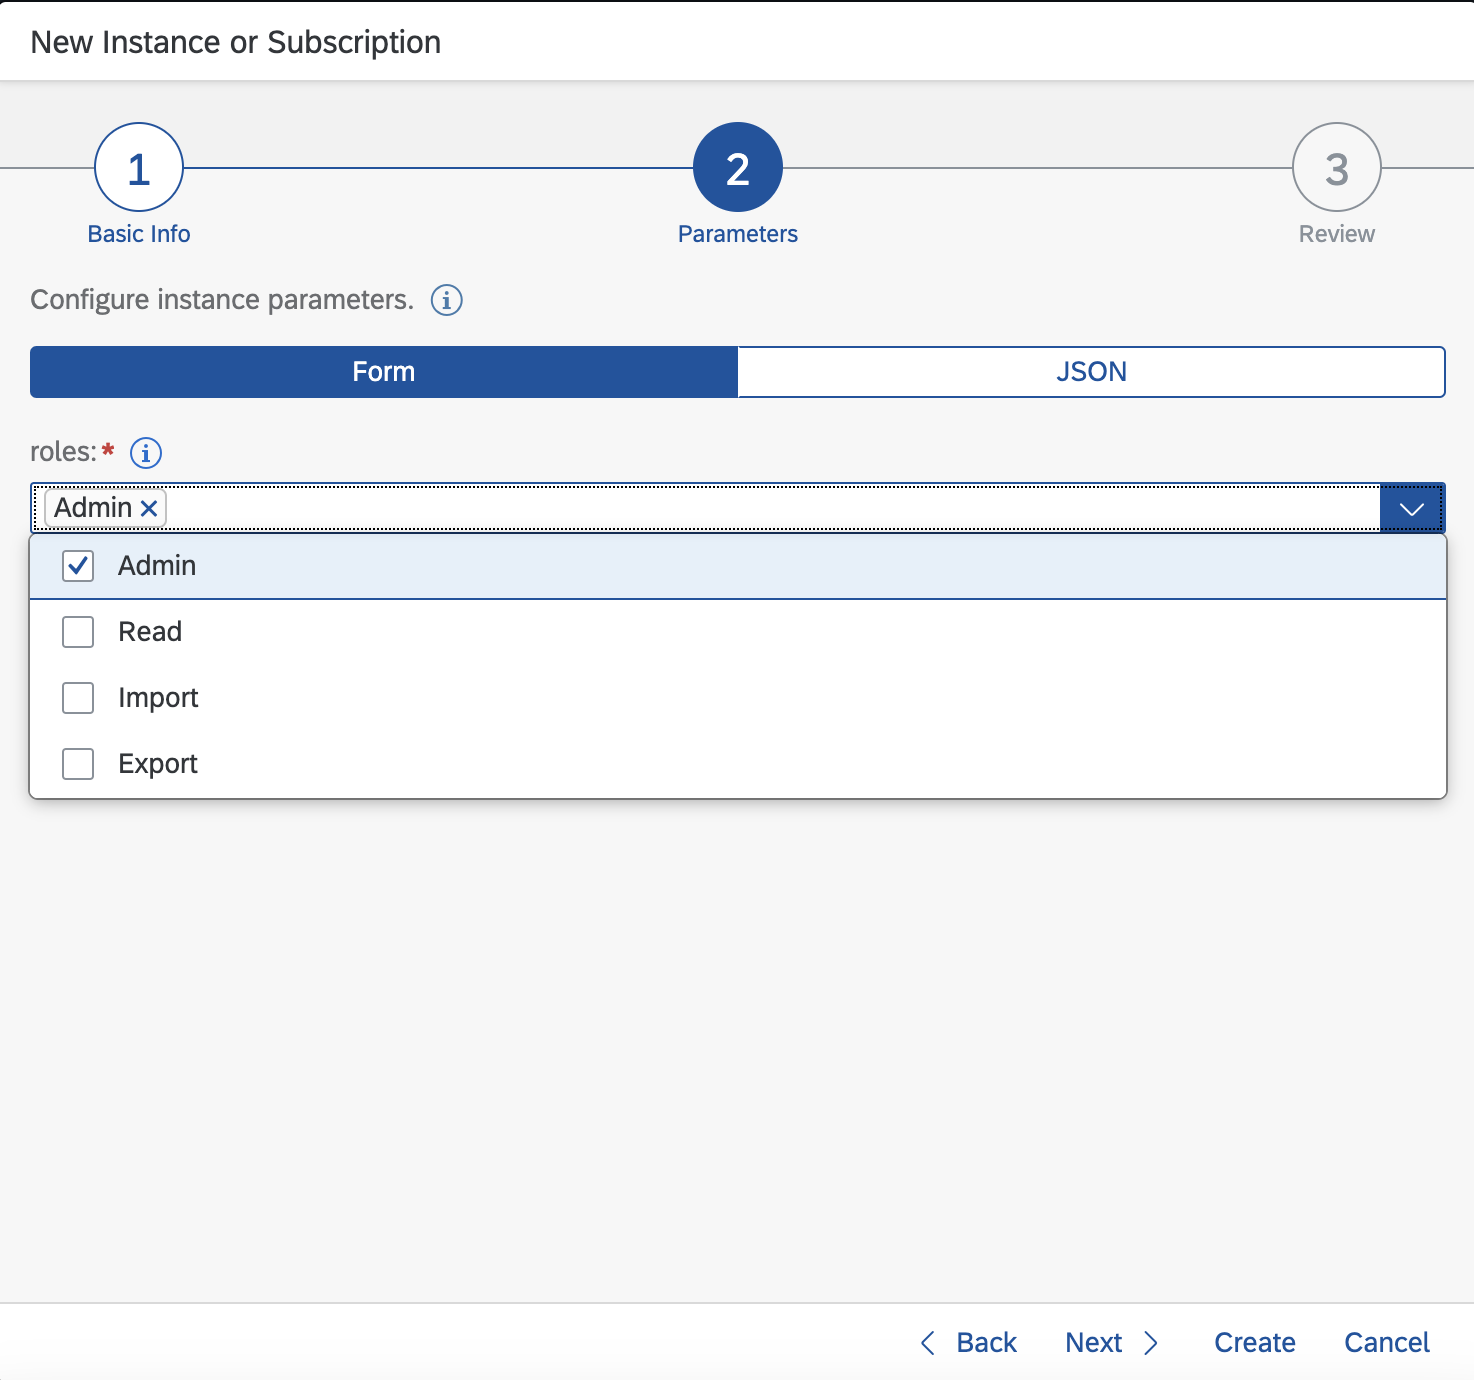 New Instance or Subscription
1
2
3
Basic Info
Parameters
Review
Configure instance parameters.
Form
JSON
roles:*
Admin
Admin
Read
Import
Export
Back
Next
Create
Cancel